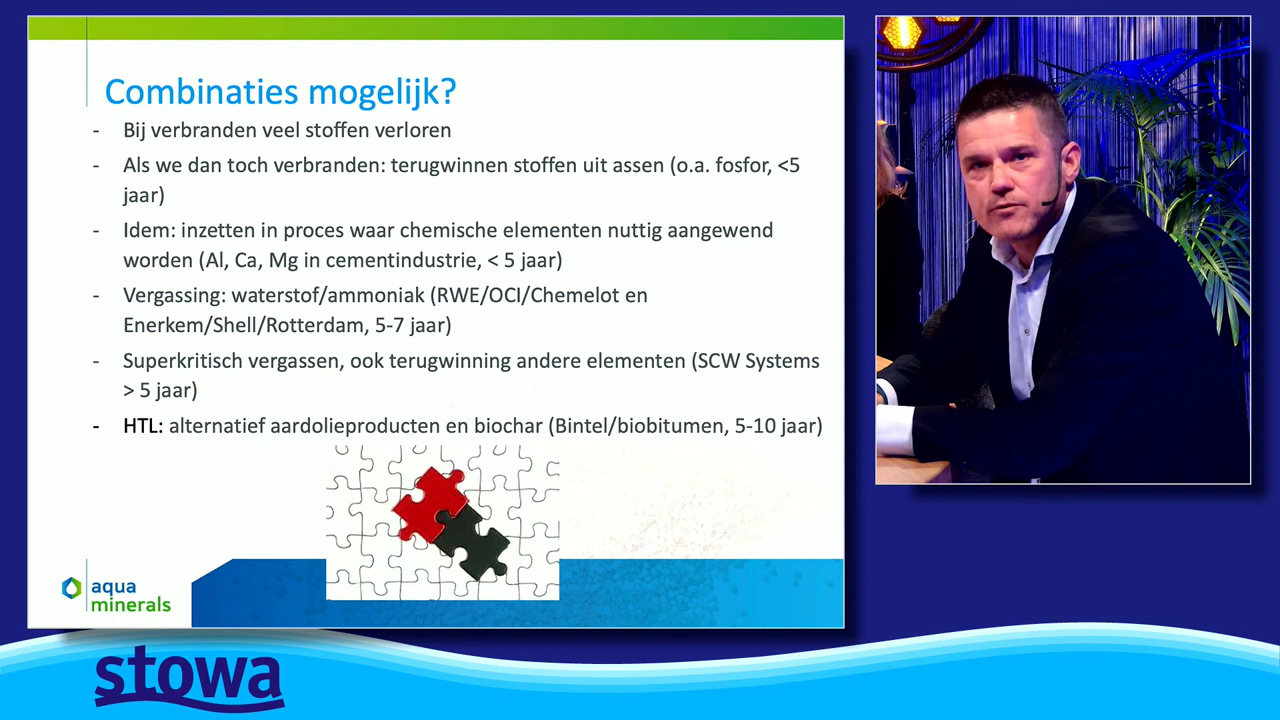 Combinaties mogelijk?
- Bij verbranden veel stoffen verloren
- Als we dan toch verbranden: terugwinnen stoffen uit assen (o.a. fosfor, <5
jaar)
- Idem: inzetten in proces waar chemische elementen nuttig aangewend
worden (Al, Ca, Mg in cementindustrie, < 5 jaar)
- Vergassing: waterstof/ammoniak (RWE/OCI/Chemelot en
Enerkem/Shell/Rotterdam, 5-7 jaar)
- Superkritisch vergassen, ook terugwinning andere elementen (SCW Systems
> 5 jaar)
- HTL: alternatief aardolieproducten en biochar (Bintel/biobitumen, 5-10 jaar)
aqua
minerals
stowa